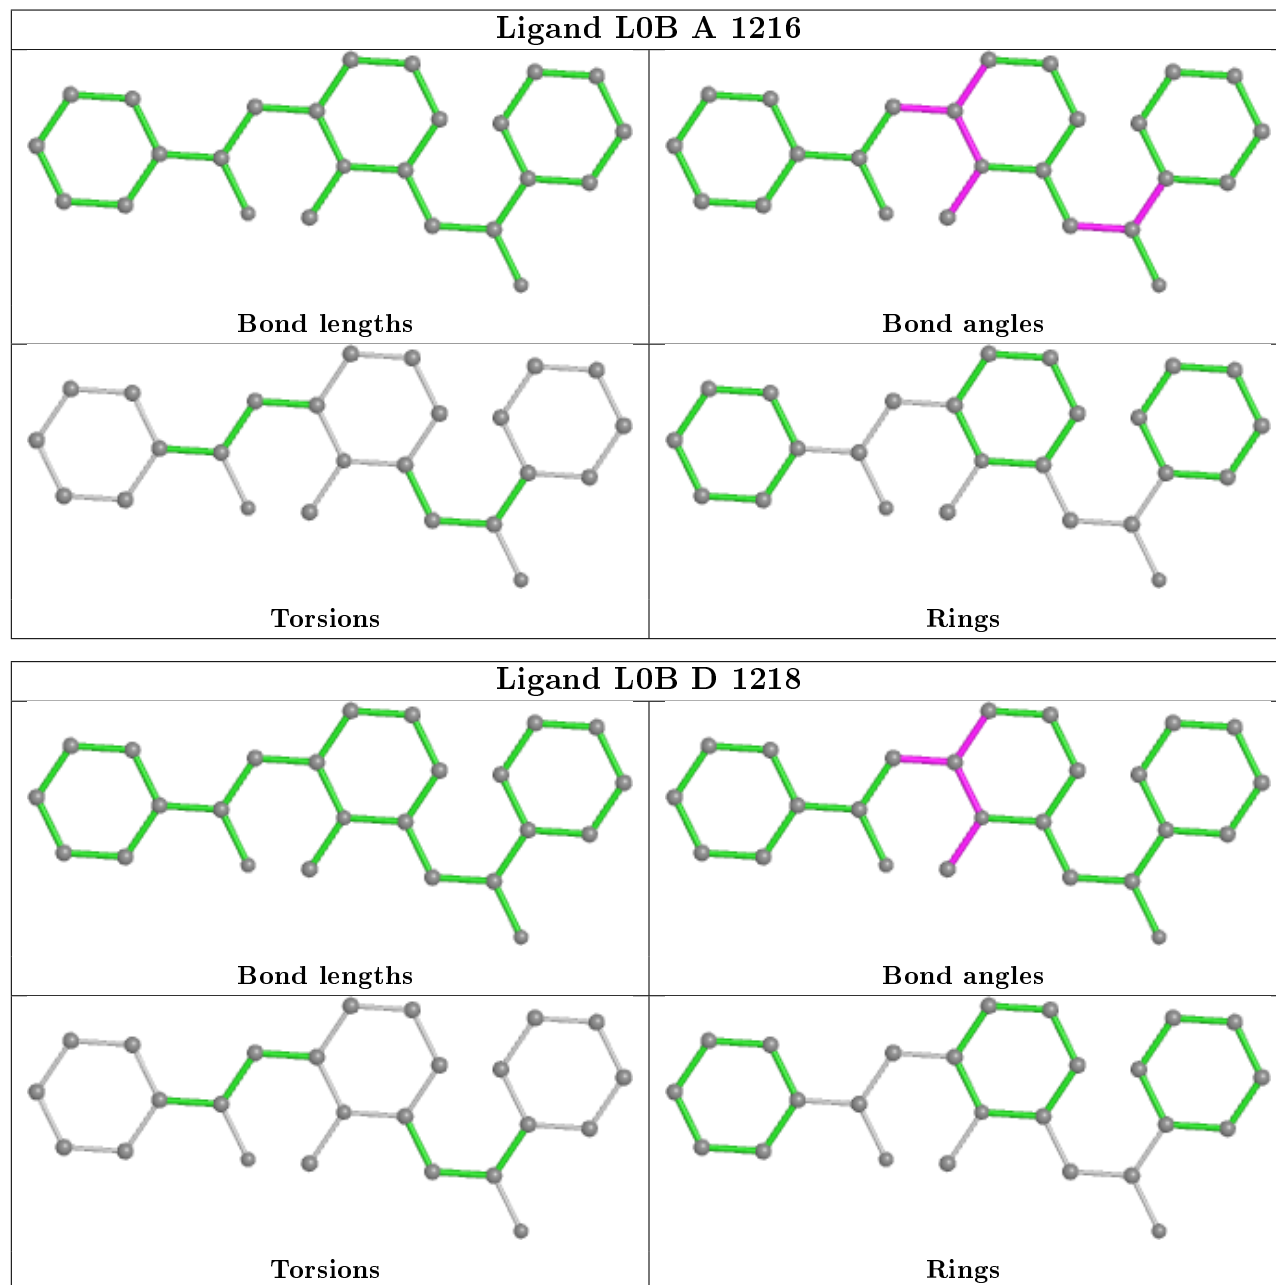 Ligand L0B A 1216
Bond lengths
Bond angles
Torsions
Rings
Ligand L0B D 1218
Bond lengths
Bond angles
Torsions
Rings